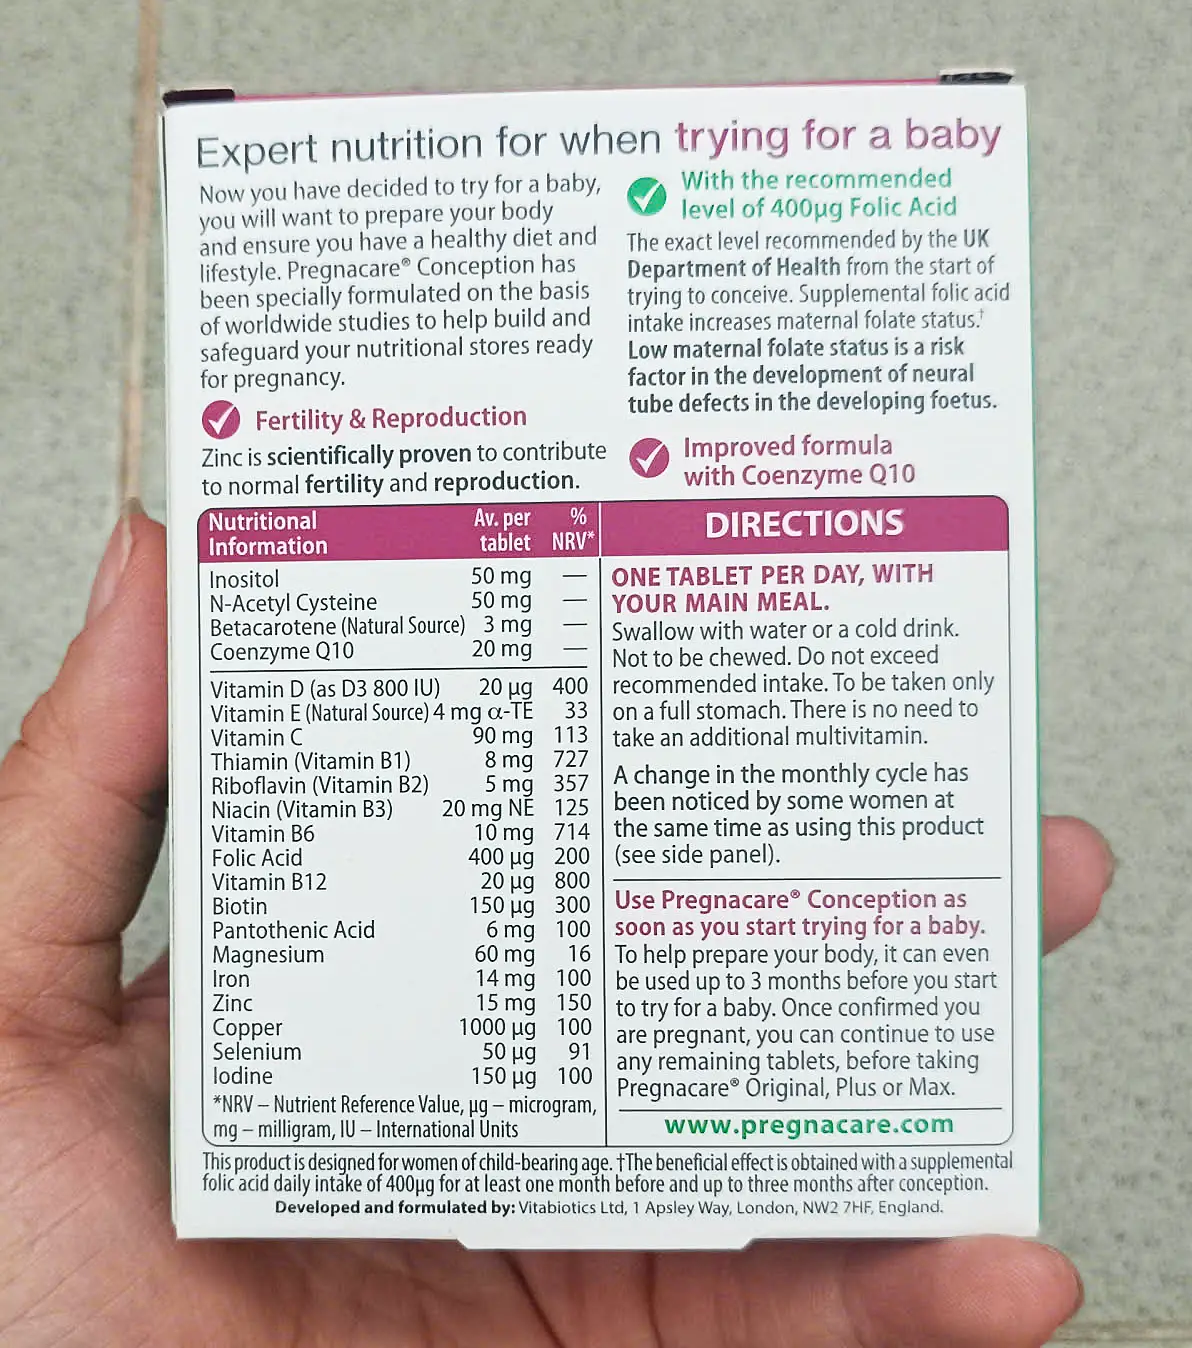 Expert nutrition for when trying for a baby
Now you have decided to try for a baby,
you will want to prepare your body
and ensure you have a healthy diet and
lifestyle. Pregnacare® Conception has
been specially formulated on the basis
of worldwide studies to help build and
safeguard your nutritional stores ready
for pregnancy.
Fertility & Reproduction
Zinc is scientifically proven to contribute
to normal fertility and reproduction.
With the recommended
level of 400µg Folic Acid
The exact level recommended by the UK
Department of Health from the start of
trying to conceive. Supplemental folic acid
intake increases maternal folate status.†
Low maternal folate status is a risk
factor in the development of neural
tube defects in the developing foetus.
Improved formula
with Coenzyme Q10
Nutritional Av. per %
Information tablet NRV*
Inositol 50 mg —
N-Acetyl Cysteine 50 mg —
Betacarotene (Natural Source) 3 mg —
Coenzyme Q10 20 mg —
Vitamin D (as D3 800 IU) 20 µg 400
Vitamin E (Natural Source) 4 mg α-TE 33
Vitamin C 90 mg 113
Thiamin (Vitamin B1) 8 mg 727
Riboflavin (Vitamin B2) 5 mg 357
Niacin (Vitamin B3) 20 mg NE 125
Vitamin B6 10 mg 714
Folic Acid 400 µg 200
Vitamin B12 20 µg 800
Biotin 150 µg 300
Pantothenic Acid 6 mg 100
Magnesium 60 mg 16
Iron 14 mg 100
Zinc 15 mg 150
Copper 1000 µg 100
Selenium 50 µg 91
Iodine 150 µg 100
*NRV – Nutrient Reference Value, µg – microgram,
mg – milligram, IU – International Units
DIRECTIONS
ONE TABLET PER DAY, WITH
YOUR MAIN MEAL.
Swallow with water or a cold drink.
Not to be chewed. Do not exceed
recommended intake. To be taken only
on a full stomach. There is no need to
take an additional multivitamin.
A change in the monthly cycle has
been noticed by some women at
the same time as using this product
(see side panel).
Use Pregnacare® Conception as
soon as you start trying for a baby.
To help prepare your body, it can even
be used up to 3 months before you start
to try for a baby. Once confirmed you
are pregnant, you can continue to use
any remaining tablets, before taking
Pregnacare® Original, Plus or Max.
www.pregnacare.com
This product is designed for women of child-bearing age. †The beneficial effect is obtained with a supplemental
folic acid daily intake of 400µg for at least one month before and up to three months after conception.
Developed and formulated by: Vitabiotics Ltd, 1 Apsley Way, London, NW2 7HF, England.